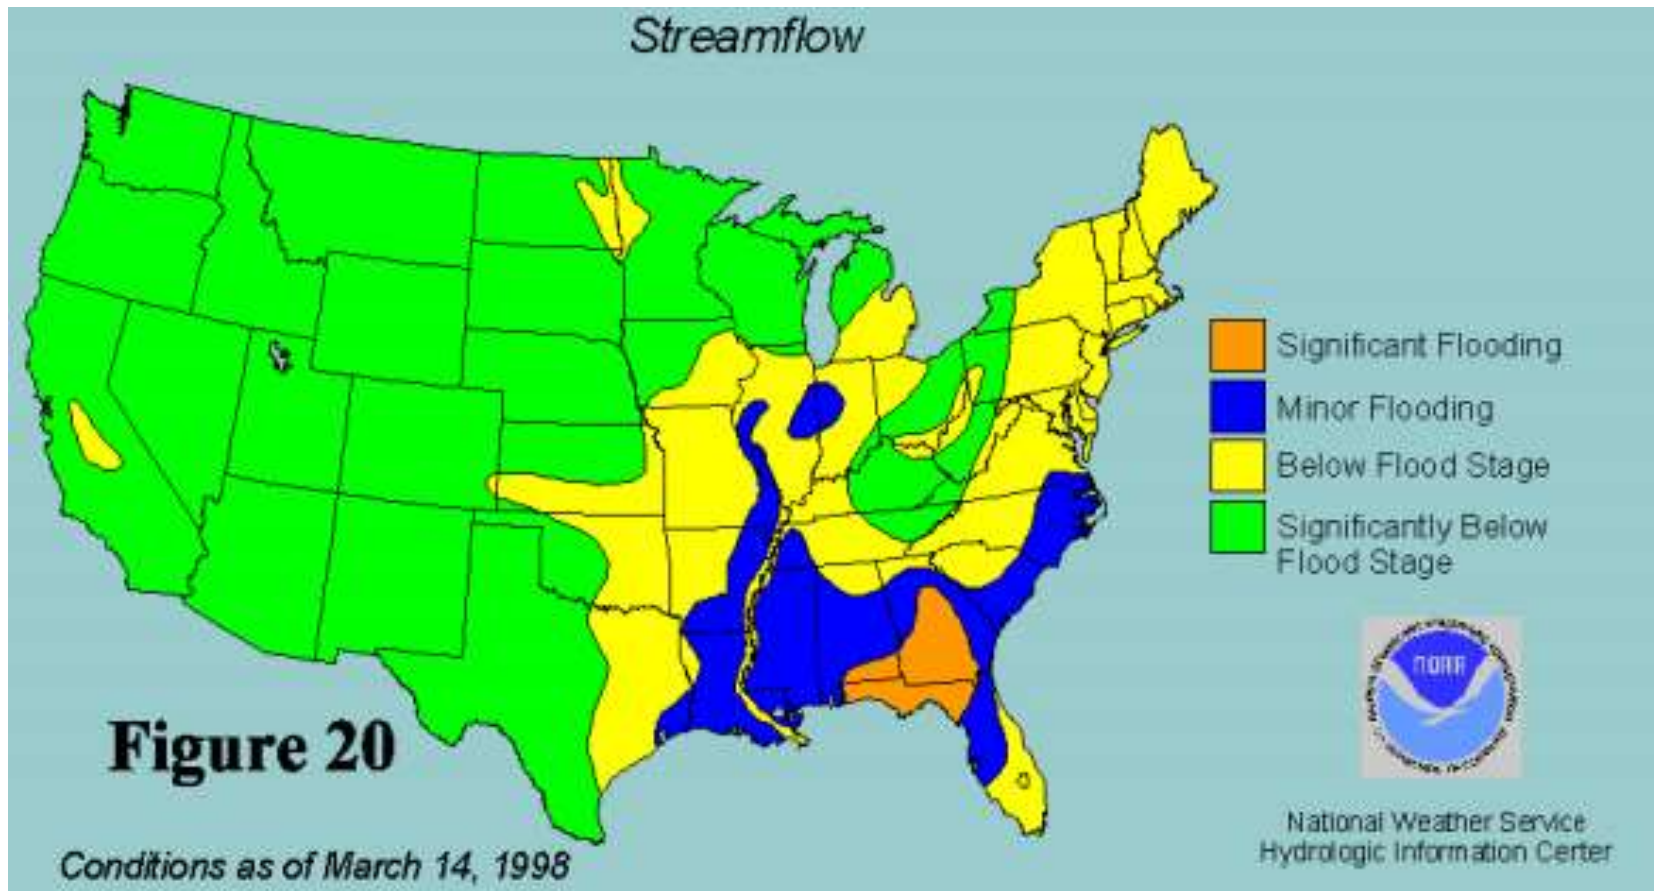 Streamflow
Significant Flooding
Minor Flooding
Below Flood Stage
Significantly Below
Flood Stage
NOAA
Figure 20
National Weather Service
Hydrologic Information Certer
Conditions as of March 14, 1998